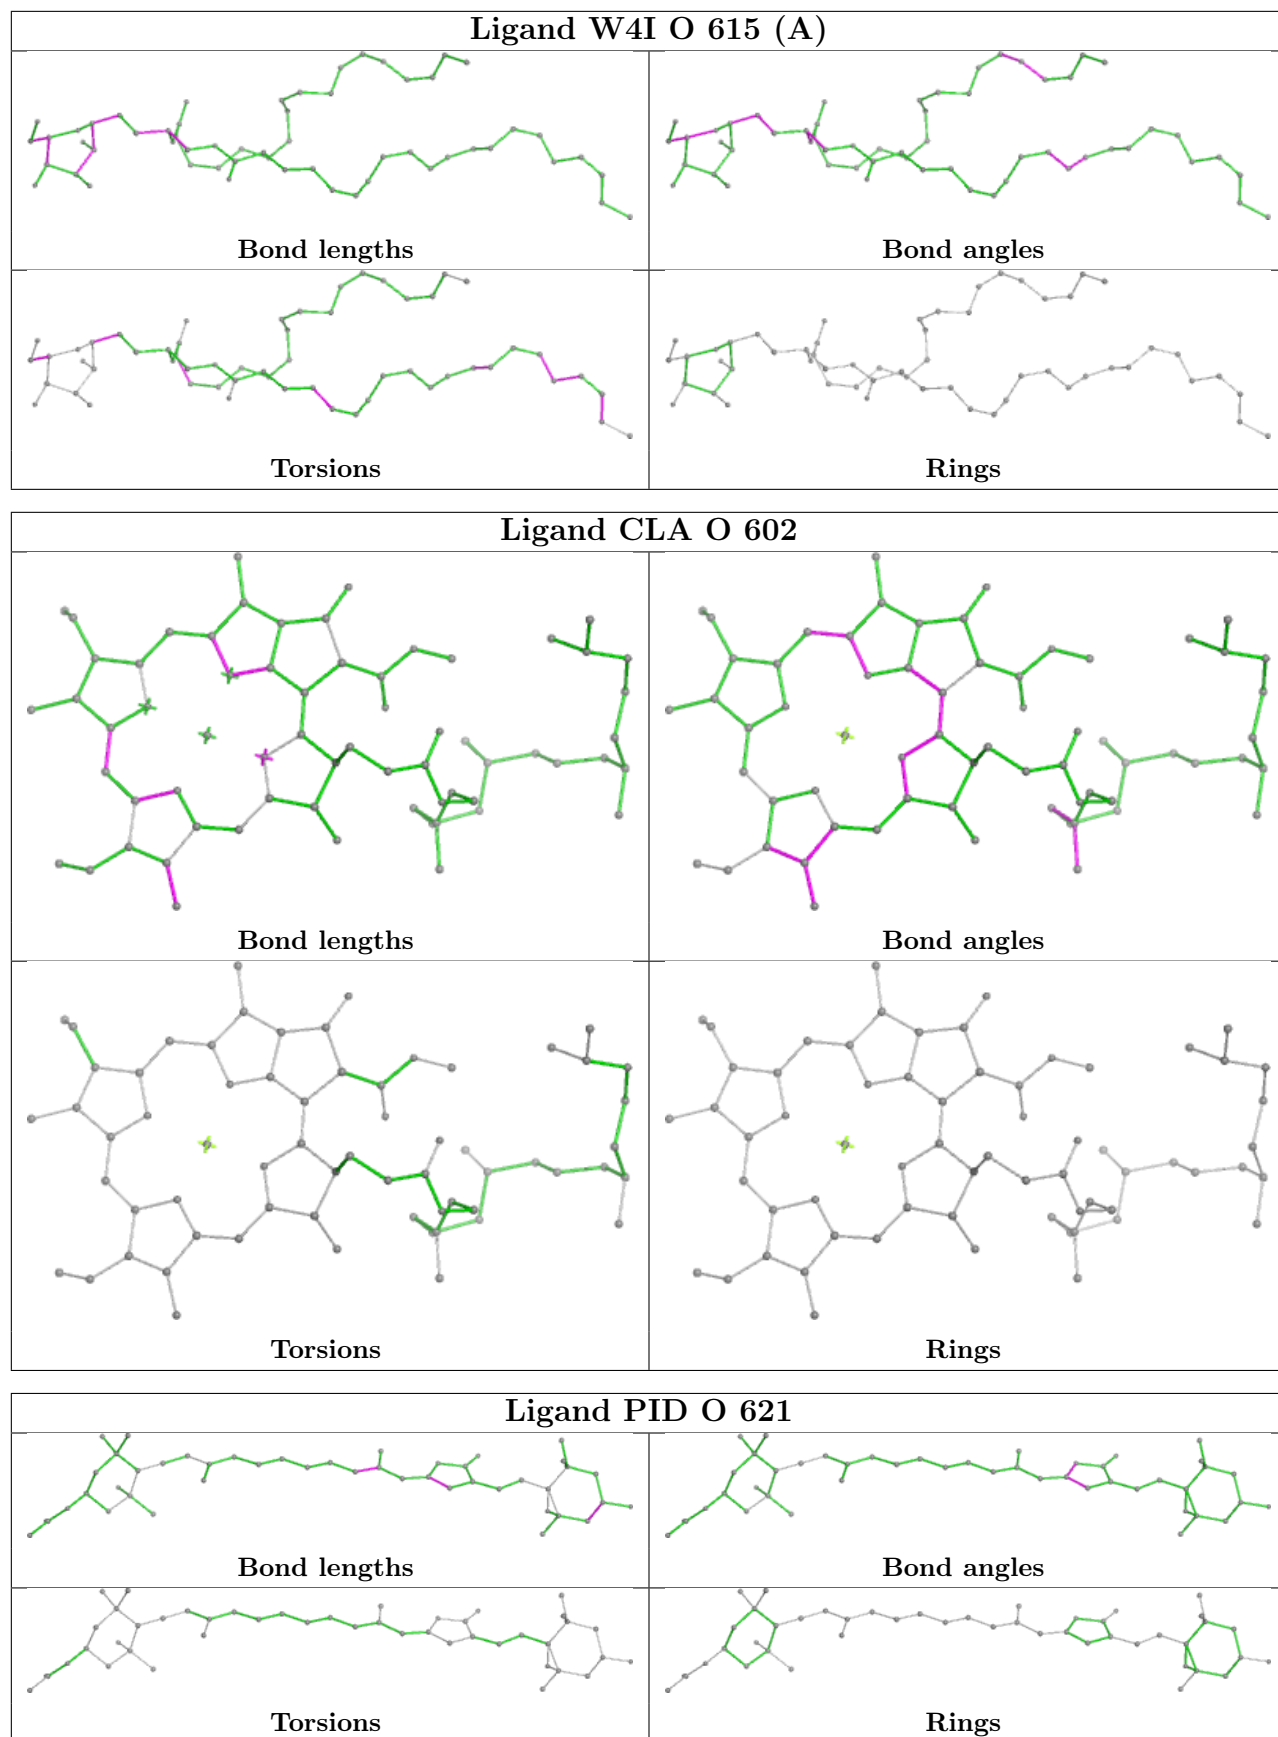 Ligand W4I O 615 (A)
Bond lengths
Bond angles
Torsions
Rings
Ligand CLA O 602
Bond lengths
Bond angles
Torsions
Rings
Ligand PID O 621
Bond lengths
Bond angles
Torsions
Rings